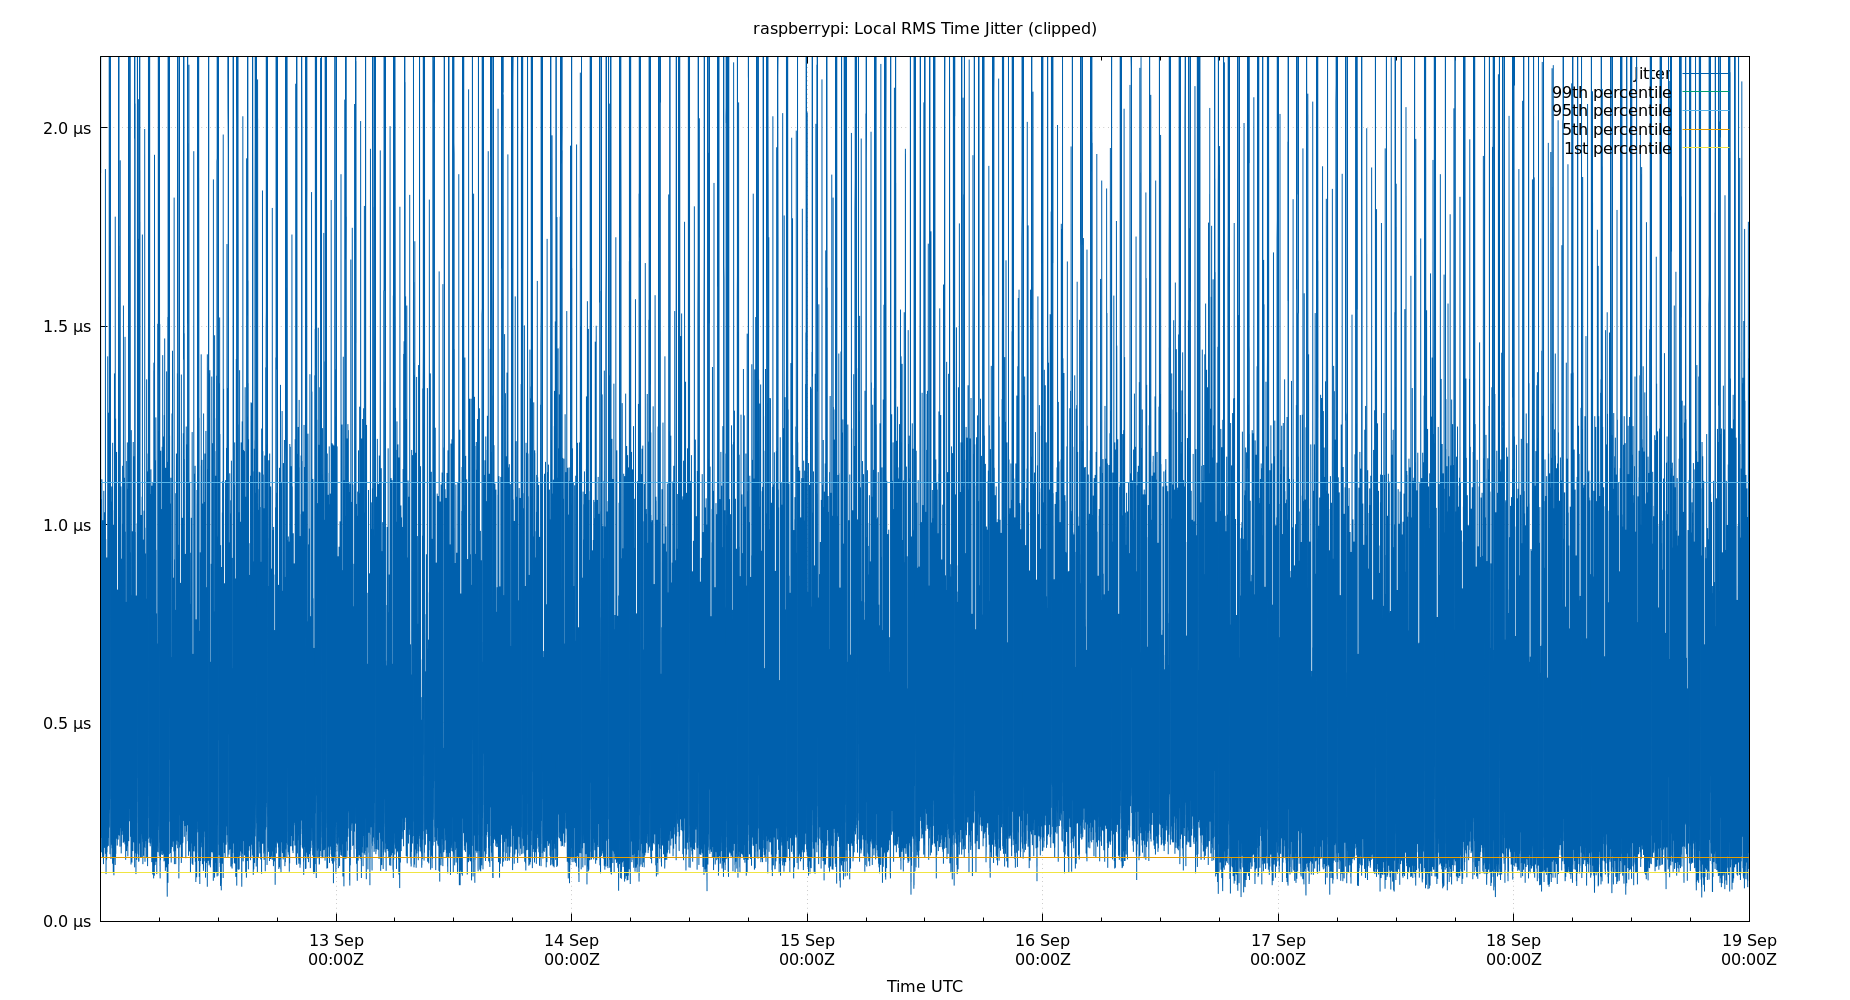 raspberrypi: Local RMS Time Jitter (clipped)
jitter
99th percentile
95th percentile
5th percentile
1st percentile
2.0 µs
1.5 µs
1.0 µs
0.5 µs
0.0 µs
13 Sep
00:00Z
14 Sep
00:00Z
15 Sep
00:00Z
16 Sep
00:00Z
17 Sep
00:00Z
18 Sep
00:00Z
19 Sep
00:00Z
Time UTC